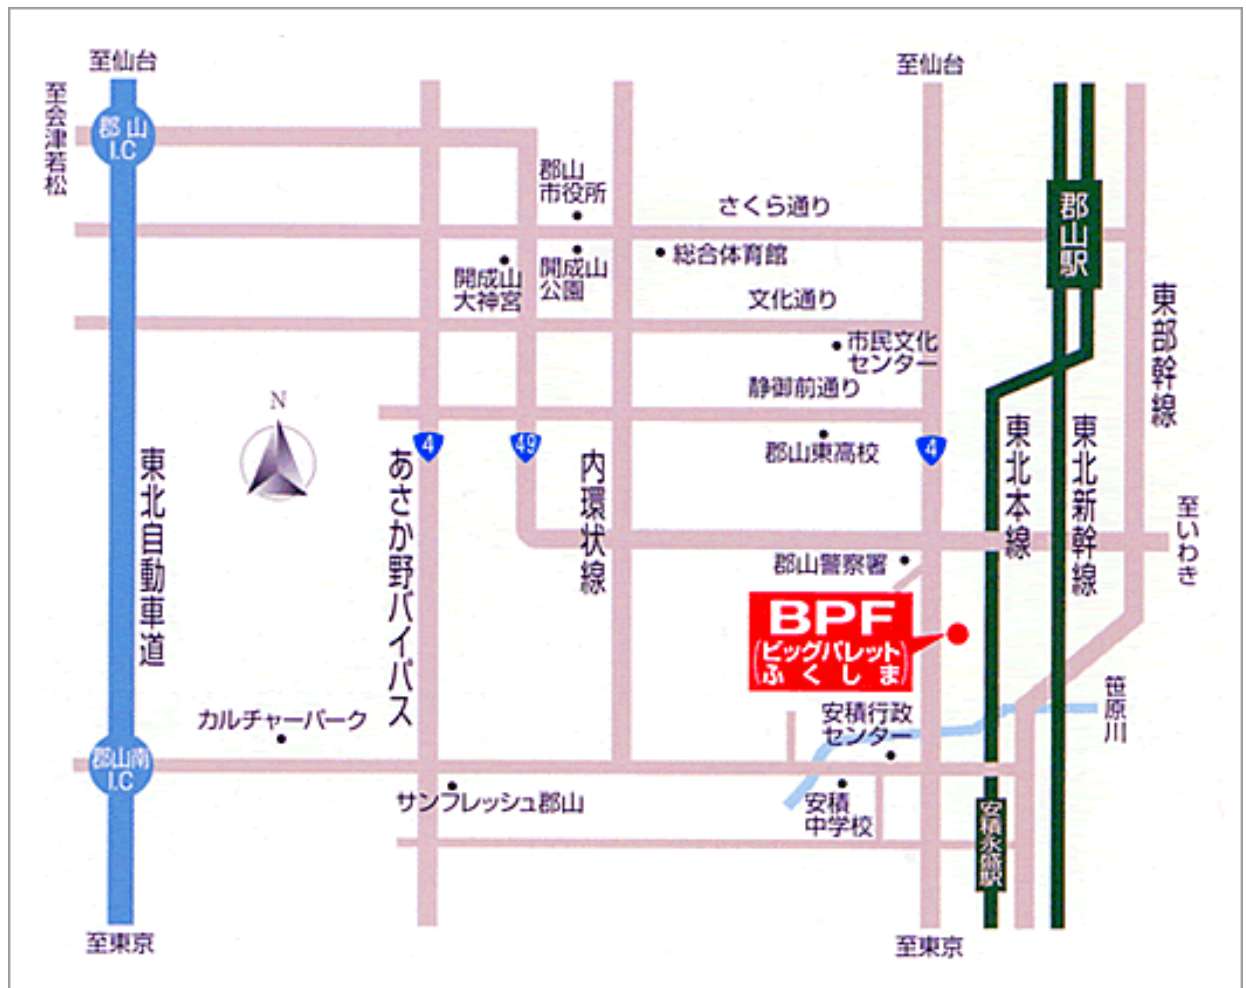 至仙台
至仙台
至会津若松
郡山
I.C
郡山
市役所
さくら通り
郡山駅
総合体育館
開成山
大神宮
開成山
公園
文化通り
東部幹線
市民文化
センター
静御前通り
N
4
49
4
郡山東高校
東北自動車道
あさか野バイパス
内環状線
東北本線
東北新幹線
至いわき
郡山警察署
BPF
(ビッグパレット
ふくしま)
カルチャーパーク
安積行政
センター
笹原川
郡山南
I.C
サンフレッシュ郡山
安積
中学校
安積永盛駅
至東京
至東京